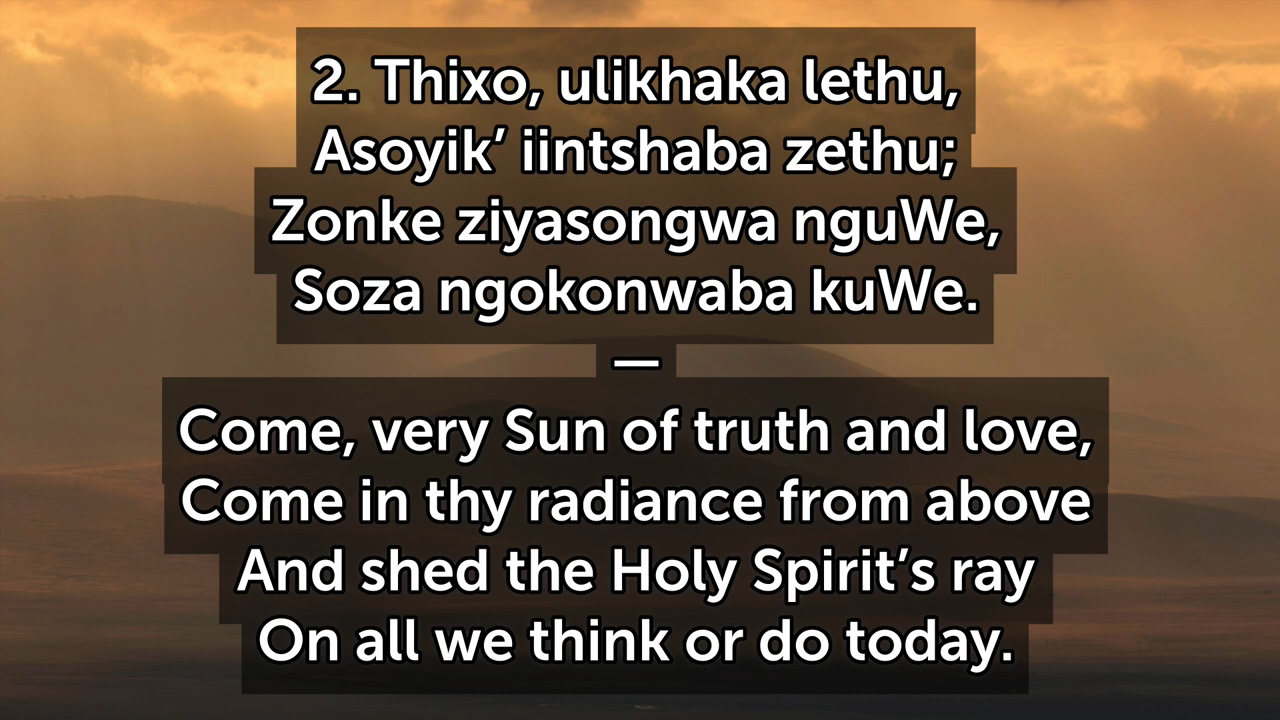 2. Thixo, ulikhaka lethu,
Asoyik’ iintshaba zethu;
Zonke ziyasongwa nguWe,
Soza ngokonwaba kuWe.
—
Come, very Sun of truth and love,
Come in thy radiance from above
And shed the Holy Spirit’s ray
On all we think or do today.